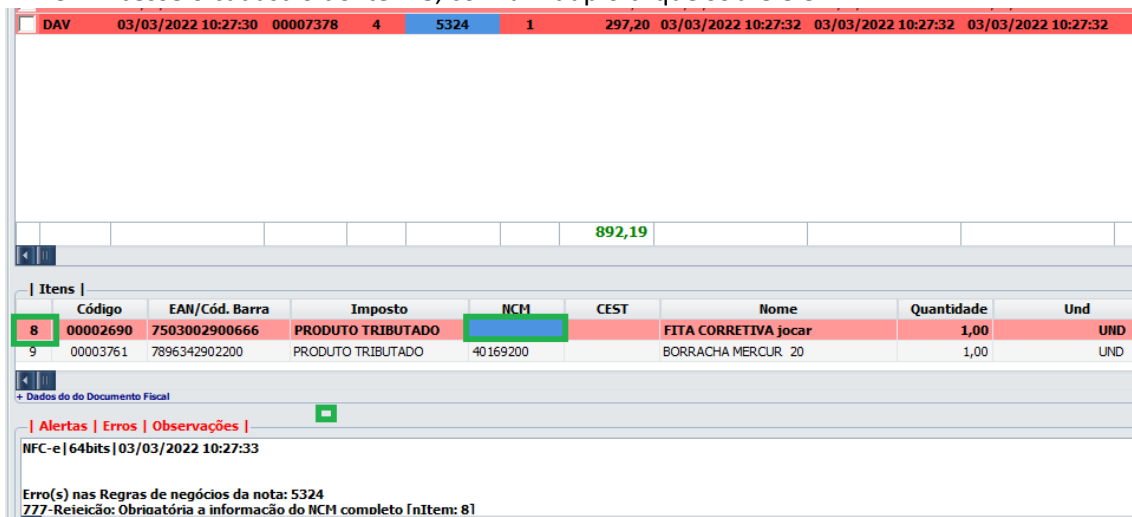 DAV 03/03/2022 10:27:30 00007378 4 5324 1 297,20 03/03/2022 10:27:32 03/03/2022 10:27:32 03/03/2022 10:27:32
892,19
| Itens |
Código EAN/Cód. Barra Imposto NCM CEST Nome Quantidade Und
8 00002690 7503002900666 PRODUTO TRIBUTADO FITA CORRETIVA jocar 1,00 UND
9 00003761 7896342902200 PRODUTO TRIBUTADO 40169200 BORRACHA MERCUR 20 1,00 UND
+ Dados do do Documento Fiscal
| Alertas | Erros | Observações |
NFC-e|64bits|03/03/2022 10:27:33
Erro(s) nas Regras de negócios da nota: 5324
777-Rejeição: Obrigatória a informação do NCM completo [nItem: 8]